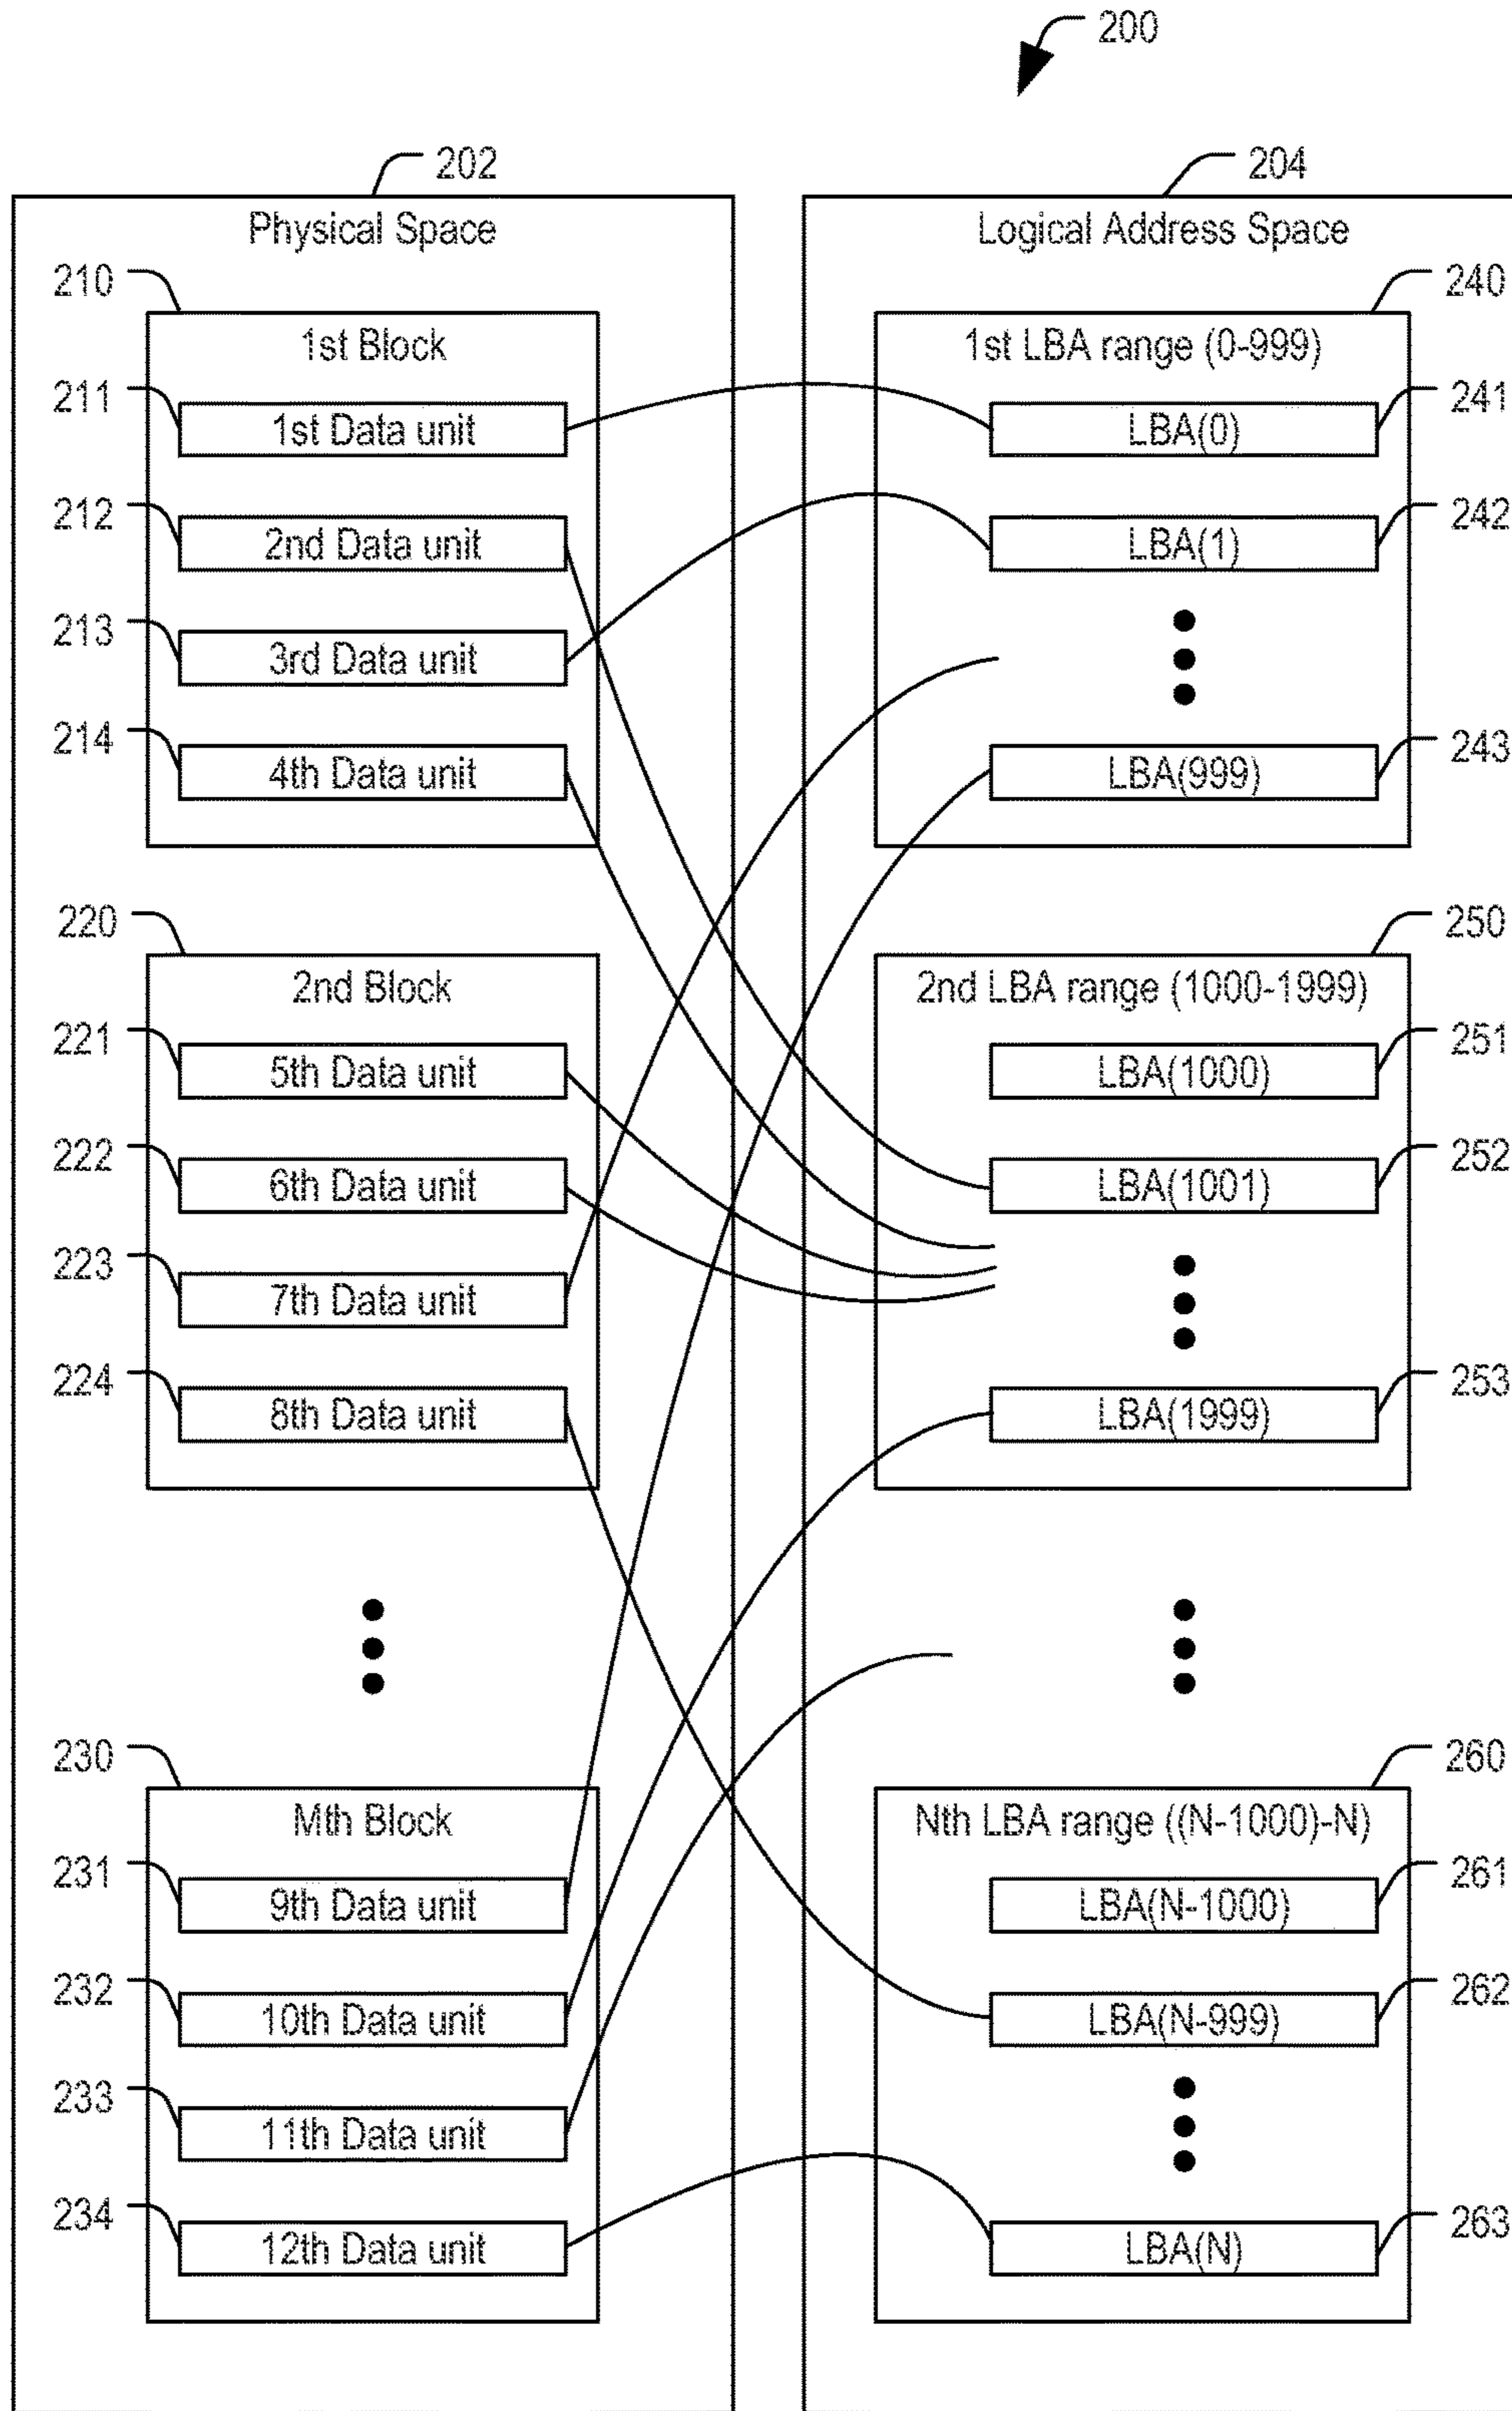 200
202
204
Physical Space
Logical Address Space
210
240
1st Block
1st LBA range (0-999)
211
1st Data unit
LBA(0)
241
212
2nd Data unit
LBA(1)
242
213
3rd Data unit
214
4th Data unit
LBA(999)
243
220
250
2nd Block
2nd LBA range (1000-1999)
221
5th Data unit
LBA(1000)
251
222
6th Data unit
LBA(1001)
252
223
7th Data unit
224
8th Data unit
LBA(1999)
253
230
260
Mth Block
Nth LBA range ((N-1000)-N)
231
9th Data unit
LBA(N-1000)
261
232
10th Data unit
LBA(N-999)
262
233
11th Data unit
234
12th Data unit
LBA(N)
263